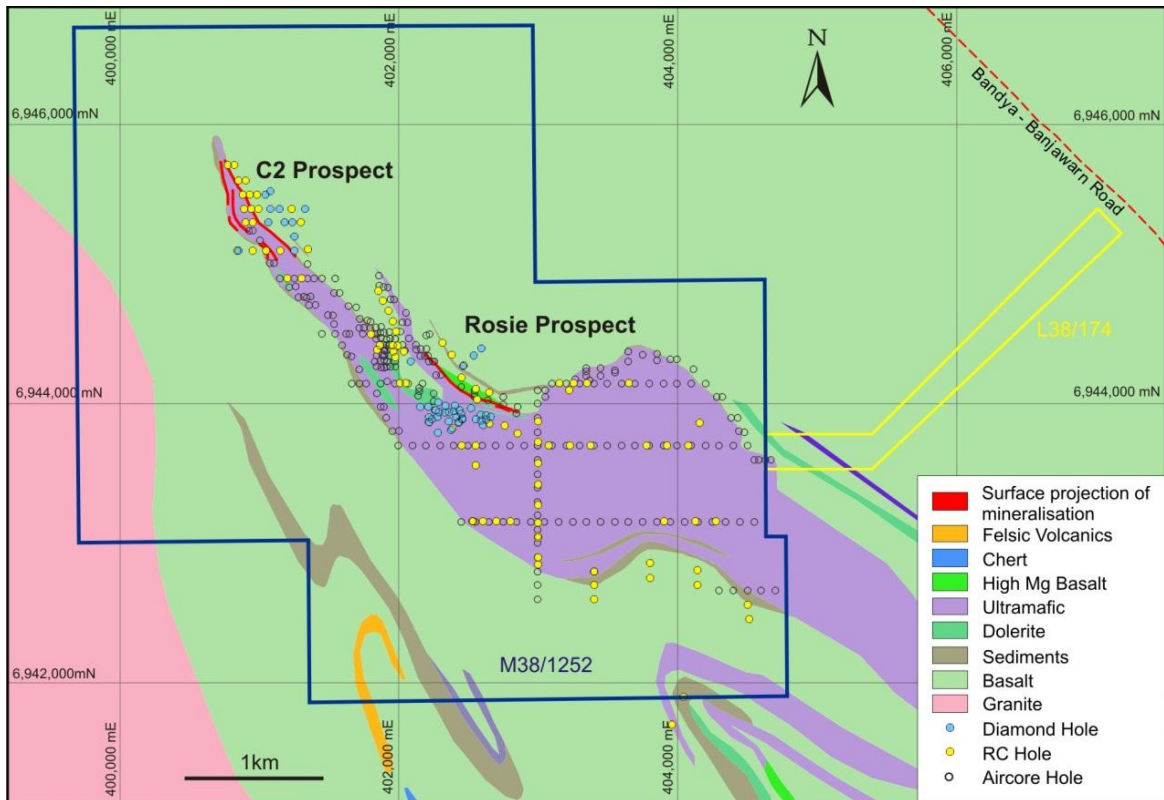 400,000 mE
402,000 mE
404,000 mE
406,000 mE
N
Bandya - Banjawarn Road
6,946,000 mN
6,946,000 mN
C2 Prospect
Rosie Prospect
L38/174
6,944,000 mN
6,944,000 mN
M38/1252
6,942,000mN
400,000 mE
402,000 mE
404,000 mE
1km
Surface projection of
mineralisation
Felsic Volcanics
Chert
High Mg Basalt
Ultramafic
Dolerite
Sediments
Basalt
Granite
Diamond Hole
RC Hole
Aircore Hole